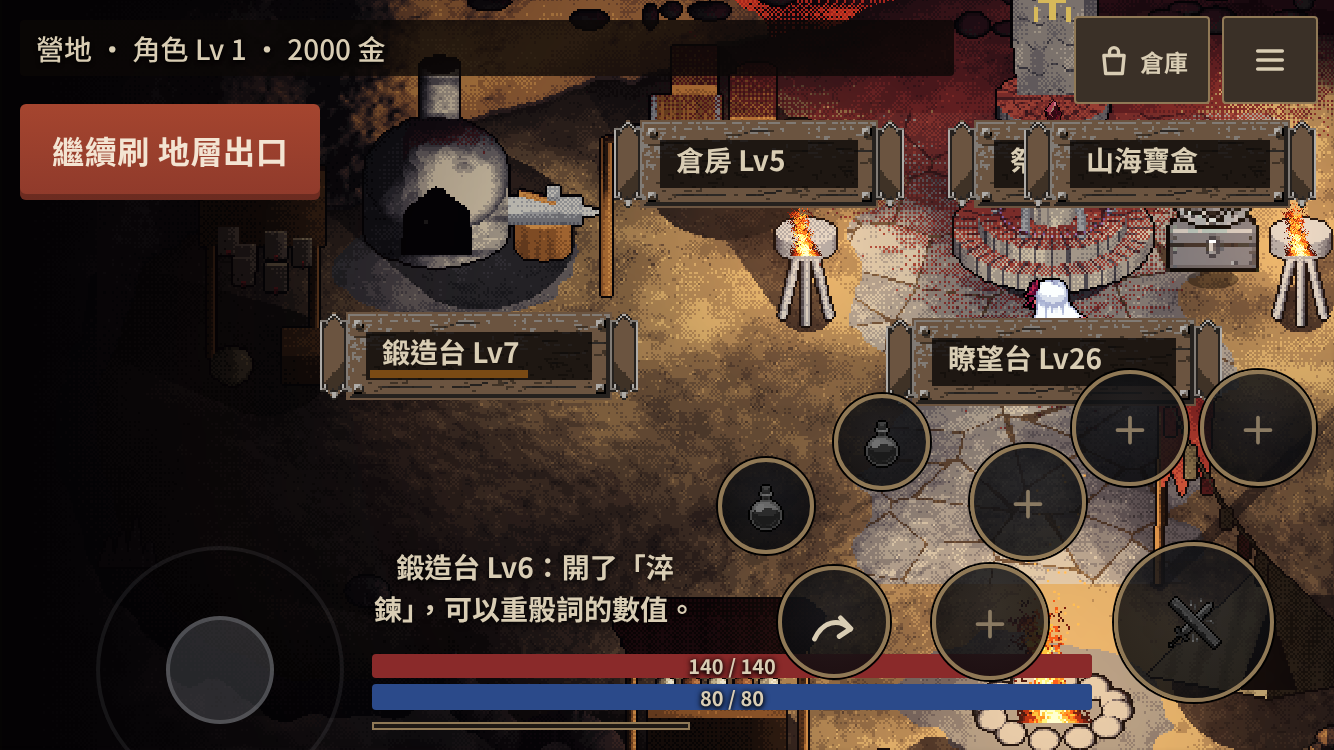 營地 • 角色 Lv 1 • 2000 金
倉庫
繼續刷 地層出口
倉房 Lv5
山海寶盒
鍛造台 Lv7
瞭望台 Lv26
鍛造台 Lv6：開了「淬
鍊」，可以重骰詞的數值。
140 / 140
80 / 80